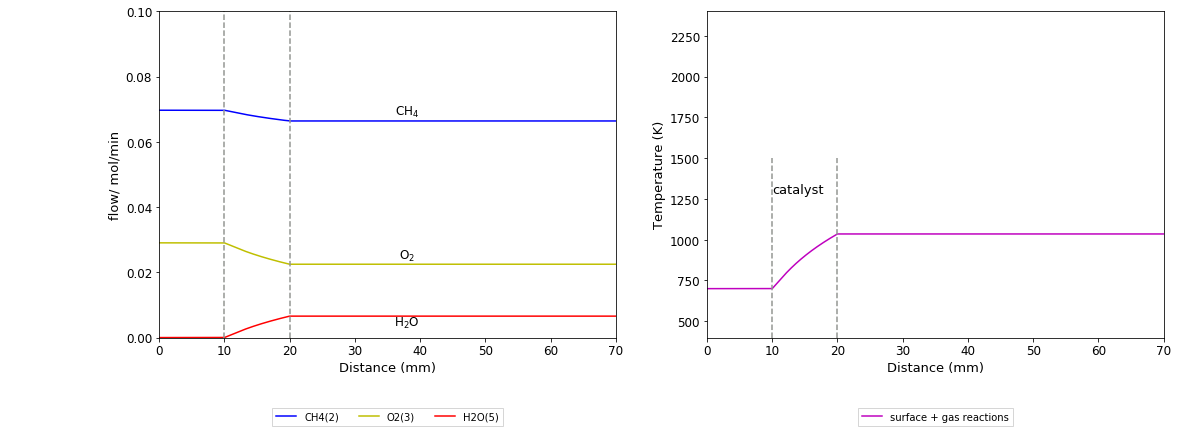 flow/ mol/min
0.10
0.08
0.06
0.04
0.02
0.00
CH₄
O₂
H₂O
0 10 20 30 40 50 60 70
Distance (mm)
CH4(2) O2(3) H2O(5)
Temperature (K)
2250
2000
1750
1500
1250
1000
750
500
catalyst
0 10 20 30 40 50 60 70
Distance (mm)
surface + gas reactions